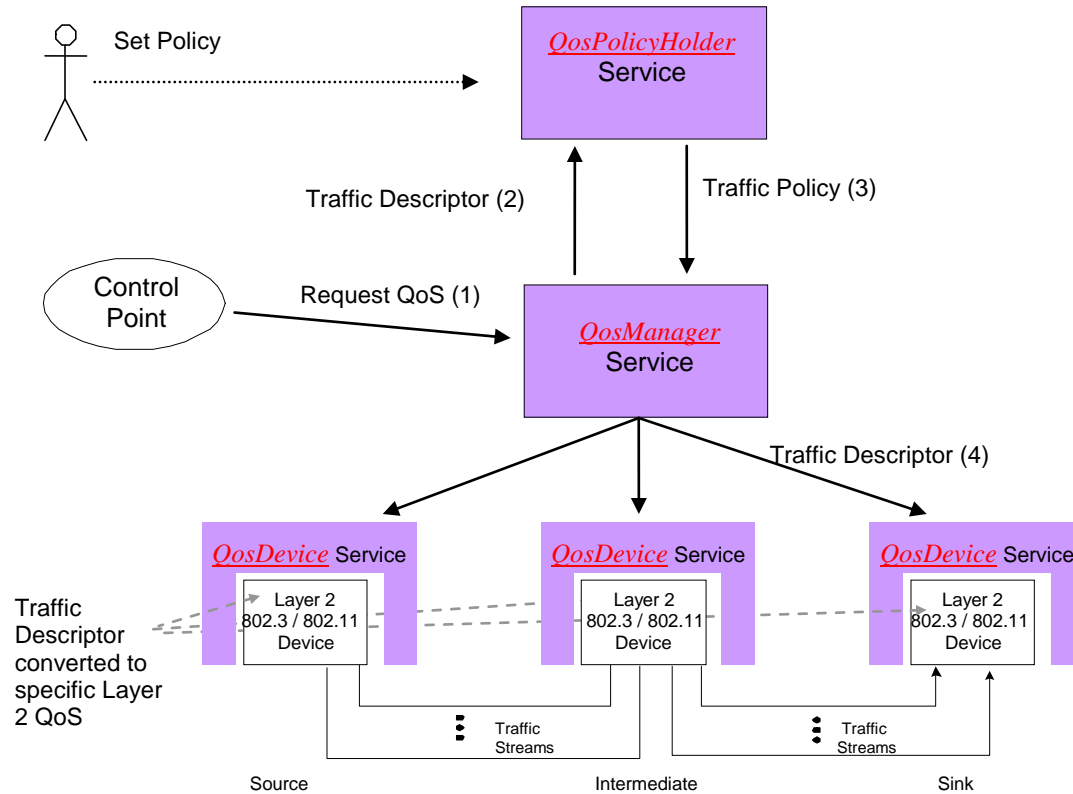 Set Policy
QosPolicyHolder
Service
Traffic Descriptor (2)
Traffic Policy (3)
Control
Point
Request QoS (1)
QosManager
Service
Traffic Descriptor (4)
QosDevice Service
QosDevice Service
QosDevice Service
Layer 2
802.3 / 802.11
Device
Layer 2
802.3 / 802.11
Device
Layer 2
802.3 / 802.11
Device
Traffic
Descriptor
converted to
specific Layer
2 QoS
Traffic
Streams
Traffic
Streams
Source
Intermediate
Sink